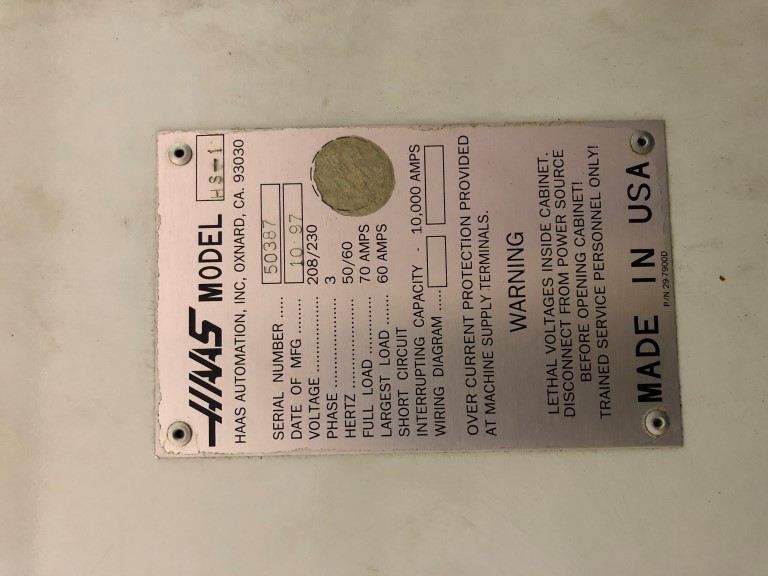 HAAS MODEL HS-1
HAAS AUTOMATION, INC, OXNARD, CA. 93030
SERIAL NUMBER ..... 50387
DATE OF MFG ........ 10-97
VOLTAGE ................. 208/230
PHASE ..................... 3
HERTZ ..................... 50/60
FULL LOAD .............. 70 AMPS
LARGEST LOAD ....... 60 AMPS
SHORT CIRCUIT
INTERRUPTING CAPACITY - 10,000 AMPS
WIRING DIAGRAM .....
OVER CURRENT PROTECTION PROVIDED
AT MACHINE SUPPLY TERMINALS.
WARNING
LETHAL VOLTAGES INSIDE CABINET.
DISCONNECT FROM POWER SOURCE
BEFORE OPENING CABINET!
TRAINED SERVICE PERSONNEL ONLY!
MADE IN USA
P/N 29-7900D